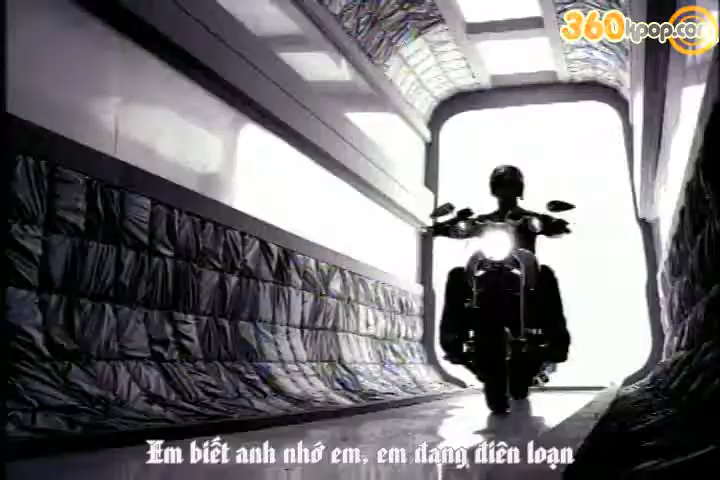 360kpop.com
Em biết anh nhớ em, em đang điên loạn